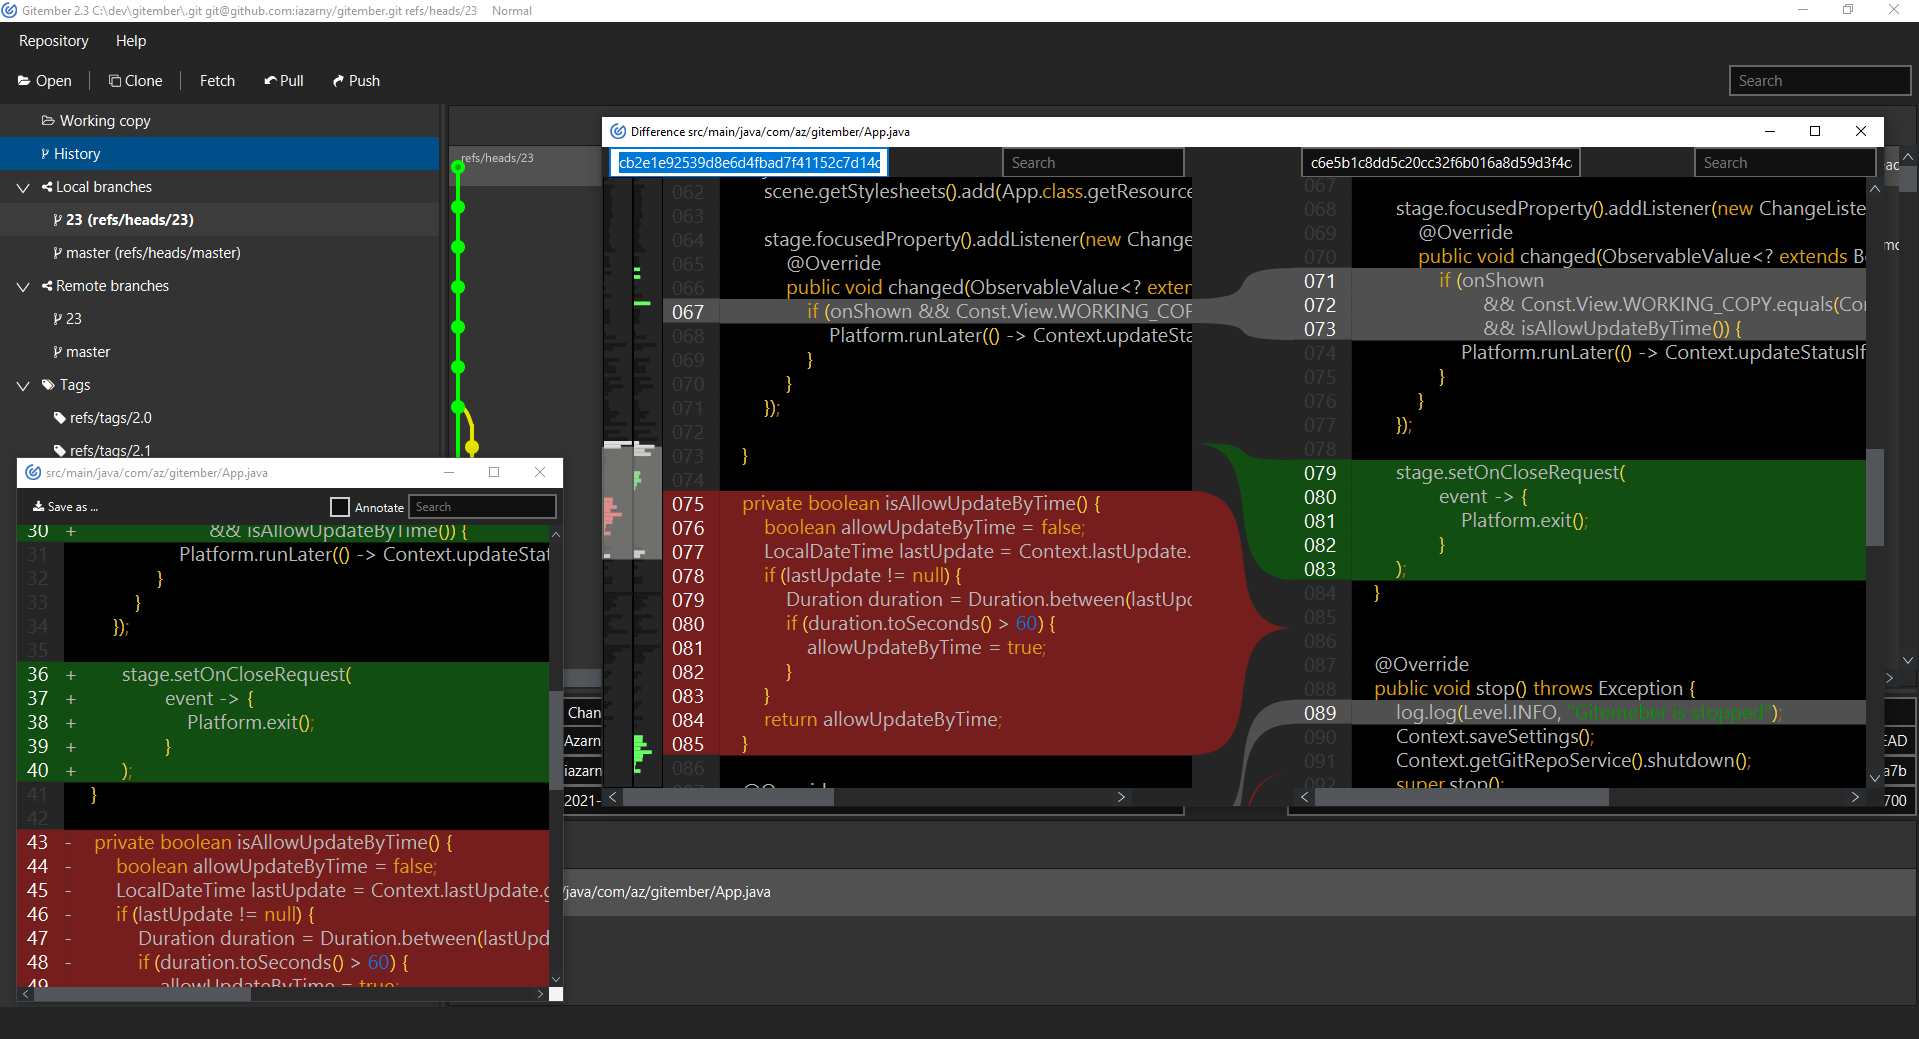 Gitember 2.3 C:\dev\gitember\.git git@github.com:iazarny/gitember.git refs/heads/23 Normal
Repository Help
Open Clone Fetch Pull Push Search
Working copy
History
Local branches
23 (refs/heads/23)
master (refs/heads/master)
Remote branches
23
master
Tags
refs/tags/2.0
refs/tags/2.1
refs/heads/23
Difference src/main/java/com/az/gitember/App.java
cb2e1e92539d8e6d4fbad7f41152c7d14c Search
062 scene.getStylesheets().add(App.class.getResource
063
064 stage.focusedProperty().addListener(new Change
065 @Override
066 public void changed(ObservableValue<? exten
067 if (onShown && Const.View.WORKING_COP
068 Platform.runLater(() -> Context.updateSta
069 }
070 }
071 });
072
073 }
074
075 private boolean isAllowUpdateByTime() {
076 boolean allowUpdateByTime = false;
077 LocalDateTime lastUpdate = Context.lastUpdate.
078 if (lastUpdate != null) {
079 Duration duration = Duration.between(lastUpd
080 if (duration.toSeconds() > 60) {
081 allowUpdateByTime = true;
082 }
083 }
084 return allowUpdateByTime;
085 }
086
@Override
c6e5b1c8dd5c20cc32f6b016a8d59d3f4c Search
067
068 stage.focusedProperty().addListener(new ChangeListe
069 @Override
070 public void changed(ObservableValue<? extends B
071 if (onShown
072 && Const.View.WORKING_COPY.equals(Co
073 && isAllowUpdateByTime()) {
074 Platform.runLater(() -> Context.updateStatusIf
075 }
076 }
077 });
078
079 stage.setOnCloseRequest(
080 event -> {
081 Platform.exit();
082 }
083 );
084 }
085
086
087 @Override
088 public void stop() throws Exception {
089 log.log(Level.INFO, "Gitemeber is stopped");
090 Context.saveSettings();
091 Context.getGitRepoService().shutdown();
092 super.stop();
src/main/java/com/az/gitember/App.java
Save as ... Annotate Search
30 + && isAllowUpdateByTime()) {
31 Platform.runLater(() -> Context.updateStat
32 }
33 }
34 });
35
36 + stage.setOnCloseRequest(
37 + event -> {
38 + Platform.exit();
39 + }
40 + );
41 }
42
43 - private boolean isAllowUpdateByTime() {
44 - boolean allowUpdateByTime = false;
45 - LocalDateTime lastUpdate = Context.lastUpdate.g
46 - if (lastUpdate != null) {
47 - Duration duration = Duration.between(lastUpd
48 - if (duration.toSeconds() > 60) {
49 allowUpdateByTime = true;
Chan
Azarn
iazarn
2021-
EAD
a7b
700
/java/com/az/gitember/App.java